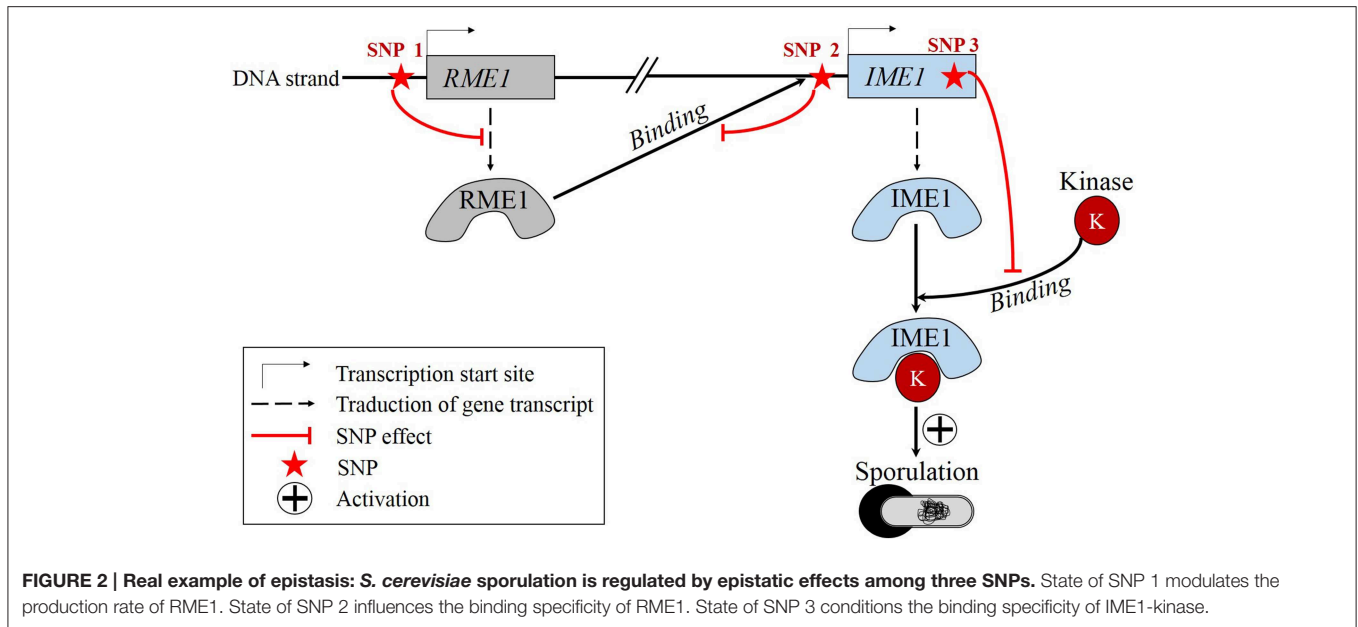 SNP 1
SNP 2
SNP 3
DNA strand
RME1
IME1
Binding
RME1
IME1
Kinase
K
Binding
IME1
K
Sporulation
Transcription start site
Traduction of gene transcript
SNP effect
SNP
Activation
FIGURE 2 | Real example of epistasis: S. cerevisiae sporulation is regulated by epistatic effects among three SNPs. State of SNP 1 modulates the
production rate of RME1. State of SNP 2 influences the binding specificity of RME1. State of SNP 3 conditions the binding specificity of IME1-kinase.